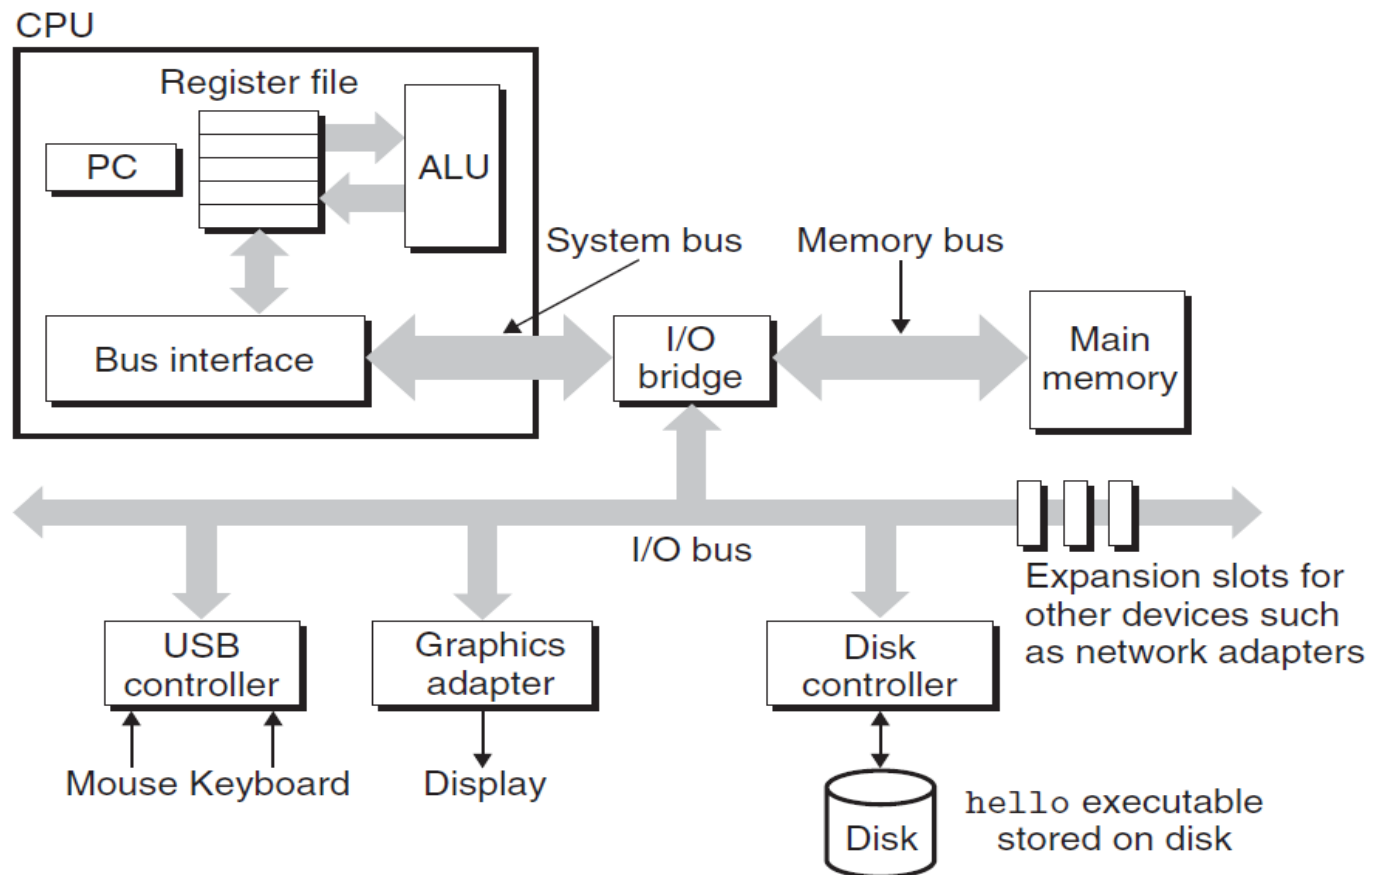 CPU
Register file
PC
ALU
System bus
Memory bus
Bus interface
I/O
bridge
Main
memory
I/O bus
Expansion slots for
other devices such
as network adapters
USB
controller
Graphics
adapter
Disk
controller
Mouse Keyboard
Display
Disk
hello executable
stored on disk